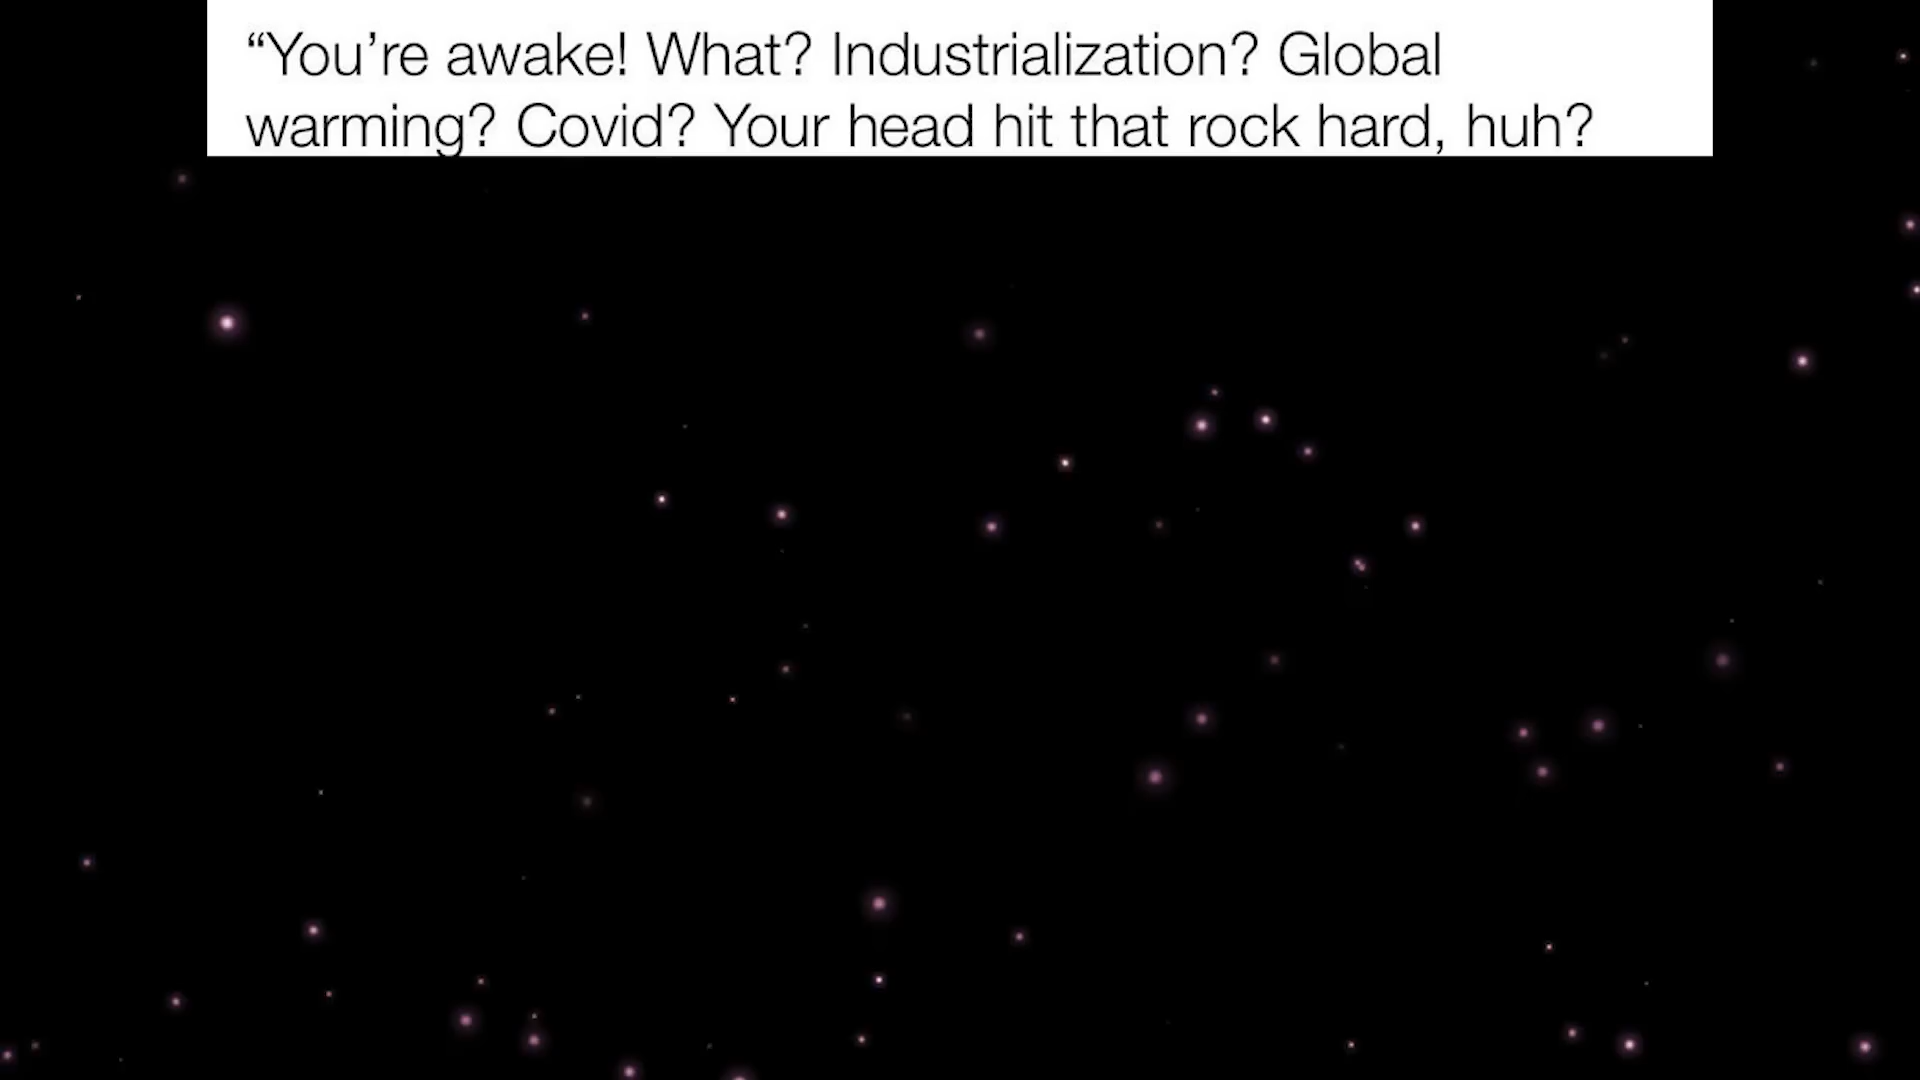 “You’re awake! What? Industrialization? Global
warming? Covid? Your head hit that rock hard, huh?